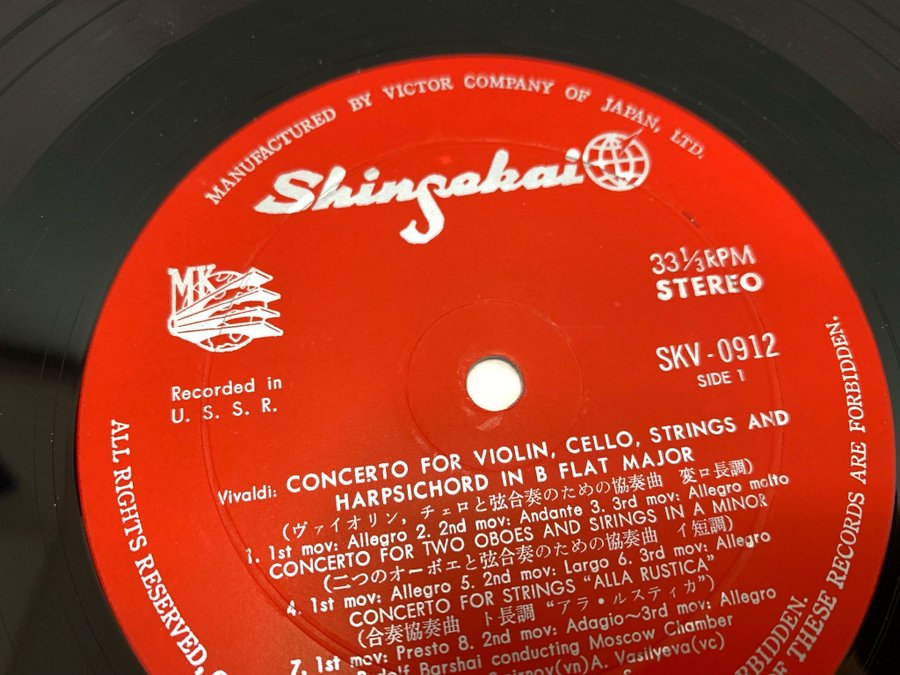 MANUFACTURED BY VICTOR COMPANY OF JAPAN, LTD.
Shinsekai
MK
33 1/3 RPM
STEREO
SKV-0912
SIDE 1
Recorded in
U. S. S. R.
Vivaldi: CONCERTO FOR VIOLIN, CELLO, STRINGS AND
HARPSICHORD IN B FLAT MAJOR
(ヴァイオリン, チェロと弦合奏のための協奏曲 変ロ長調)
1. 1st mov: Allegro 2. 2nd mov: Andante 3. 3rd mov: Allegro molto
CONCERTO FOR TWO OBOES AND SIRINGS IN A MINOR
(二つのオーボエと弦合奏のための協奏曲 イ短調)
4. 1st mov: Allegro 5. 2nd mov: Largo 6. 3rd mov: Allegro
CONCERTO FOR STRINGS "ALLA RUSTICA"
(合奏協奏曲 ト長調 "アラ・ルスティカ")
7. 1st mov: Presto 8. 2nd mov: Adagio~3rd mov: Allegro
Barshai conducting Moscow Chamber
(vn)A. Vasilyeva(vc)
ALL RIGHTS RESERVED,
OF THESE RECORDS ARE FORBIDDEN.